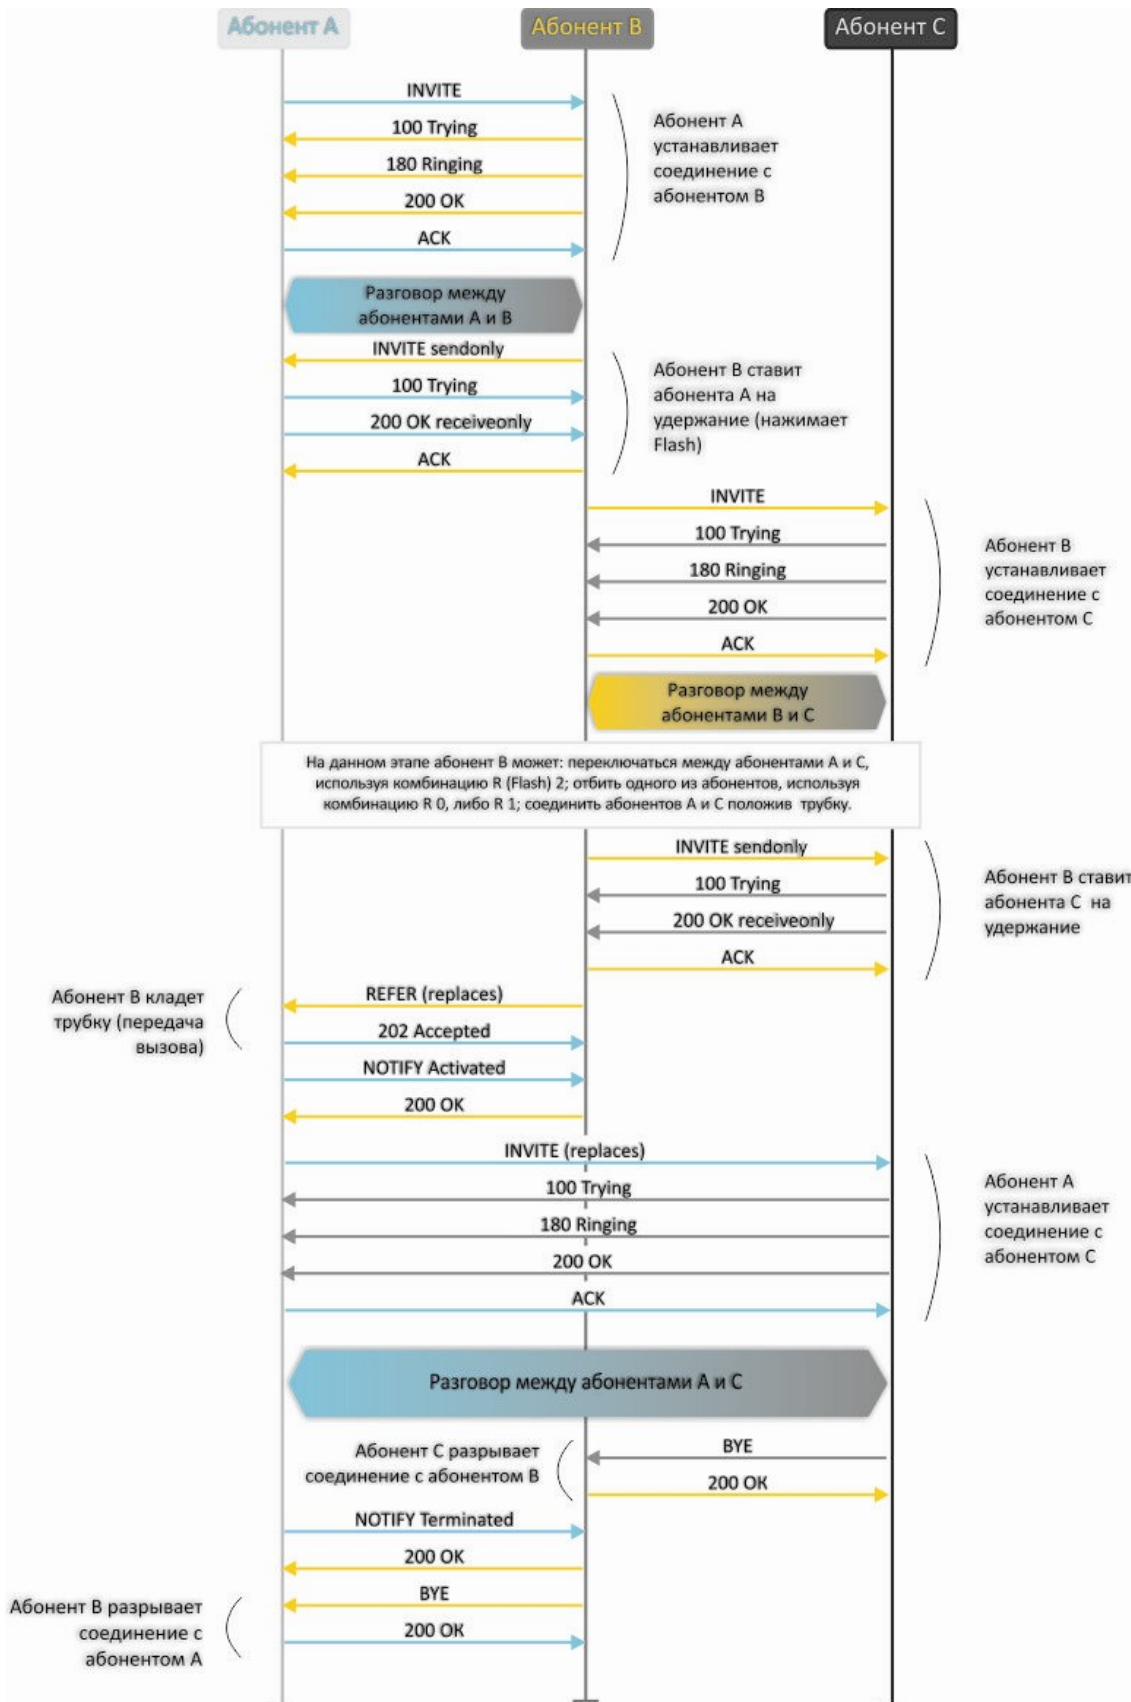 Абонент A
Абонент B
Абонент C
INVITE
100 Trying
180 Ringing
200 OK
ACK
Абонент A
устанавливает
соединение с
абонентом B
Разговор между
абонентами A и B
INVITE sendonly
100 Trying
200 OK receiveonly
ACK
Абонент B ставит
абонента A на
удержание (нажимает
Flash)
INVITE
100 Trying
180 Ringing
200 OK
ACK
Абонент B
устанавливает
соединение с
абонентом C
Разговор между
абонентами B и C
На данном этапе абонент B может: переключаться между абонентами A и C,
используя комбинацию R (Flash) 2; отбить одного из абонентов, используя
комбинацию R 0, либо R 1; соединить абонентов A и C положив трубку.
INVITE sendonly
100 Trying
200 OK receiveonly
ACK
Абонент B ставит
абонента C на
удержание
Абонент B кладет
трубку (передача
вызова)
REFER (replaces)
202 Accepted
NOTIFY Activated
200 OK
INVITE (replaces)
100 Trying
180 Ringing
200 OK
ACK
Абонент A
устанавливает
соединение с
абонентом C
Разговор между абонентами A и C
Абонент C разрывает
соединение с абонентом B
BYE
200 OK
NOTIFY Terminated
200 OK
BYE
200 OK
Абонент B разрывает
соединение с
абонентом A